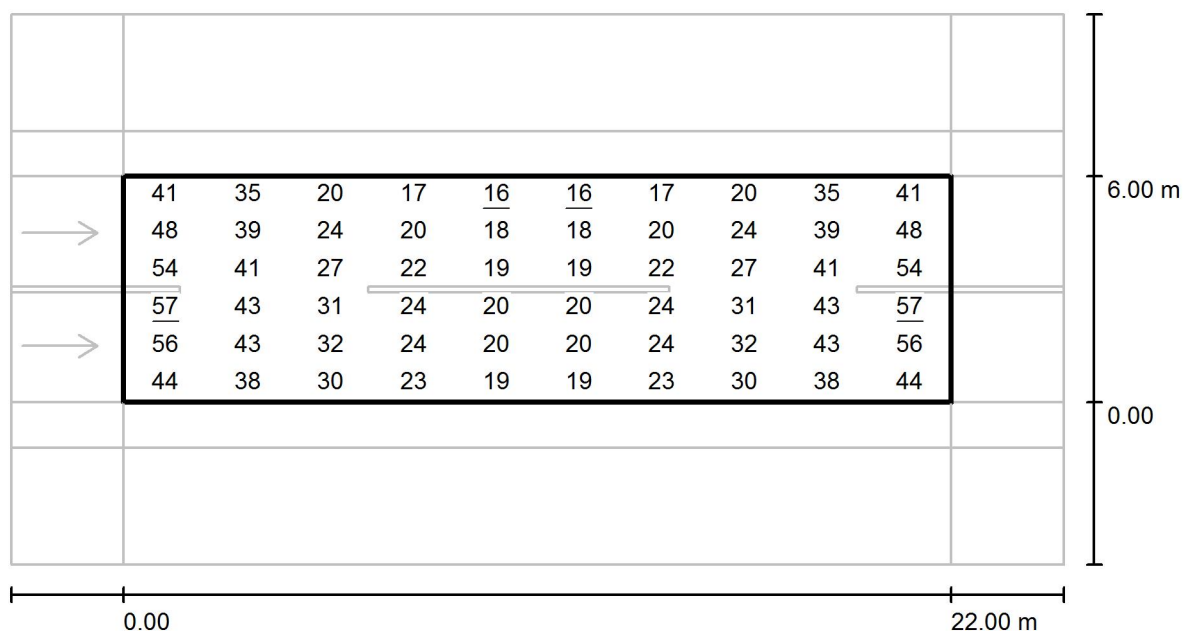 41 35 20 17 16 16 17 20 35 41
6.00 m
48 39 24 20 18 18 20 24 39 48
54 41 27 22 19 19 22 27 41 54
57 43 31 24 20 20 24 31 43 57
56 43 32 24 20 20 24 32 43 56
44 38 30 23 19 19 23 30 38 44
0.00
0.00 22.00 m